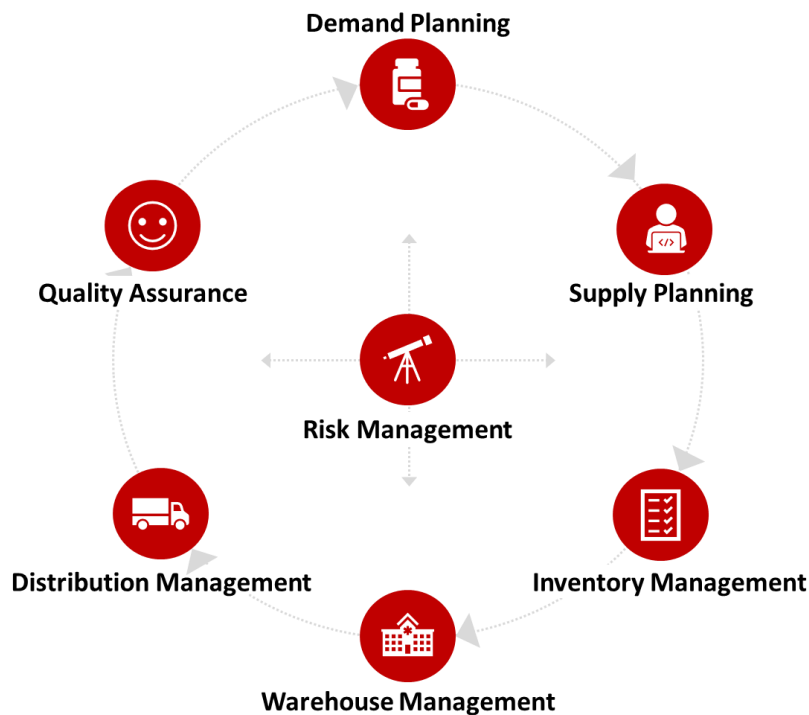 Demand Planning
Quality Assurance
Supply Planning
Risk Management
Distribution Management
Inventory Management
Warehouse Management